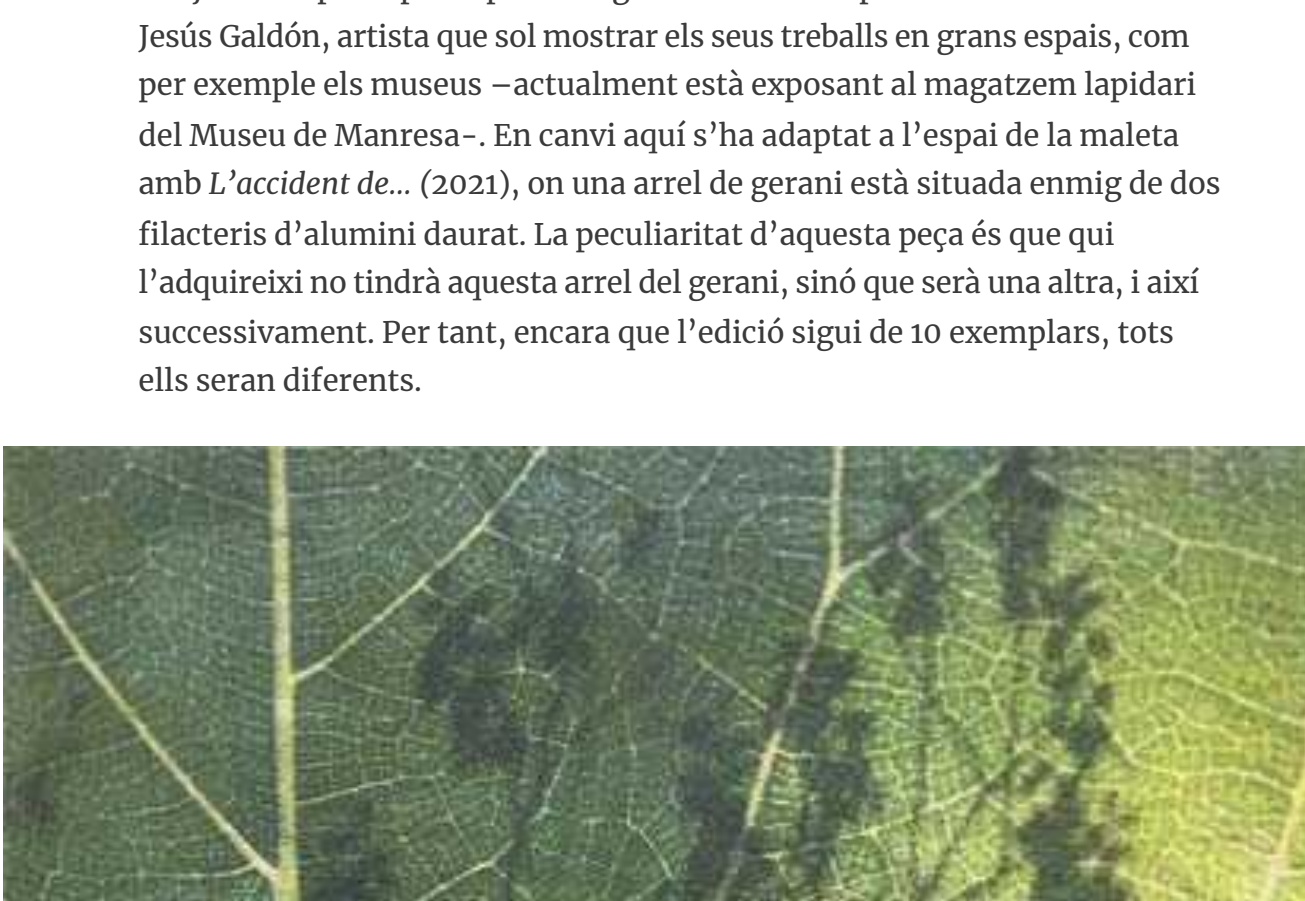 Jesús Galdón, artista que sol mostrar els seus treballs en grans espais, com
per exemple els museus –actualment està exposant al magatzem lapidari
del Museu de Manresa-. En canvi aquí s’ha adaptat a l’espai de la maleta
amb L’accident de... (2021), on una arrel de gerani està situada enmig de dos
filacteris d’alumini daurat. La peculiaritat d’aquesta peça és que qui
l’adquireixi no tindrà aquesta arrel del gerani, sinó que serà una altra, i així
successivament. Per tant, encara que l’edició sigui de 10 exemplars, tots
ells seran diferents.